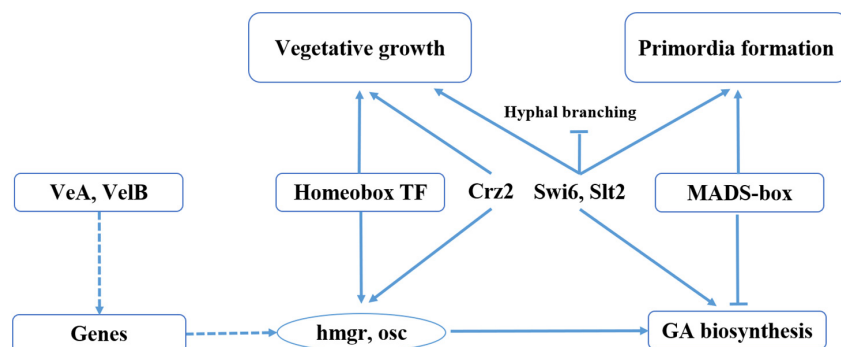 Vegetative growth
Primordia formation
Hyphal branching
VeA, VelB
Homeobox TF
Crz2
Swi6, Slt2
MADS-box
Genes
hmgr, osc
GA biosynthesis